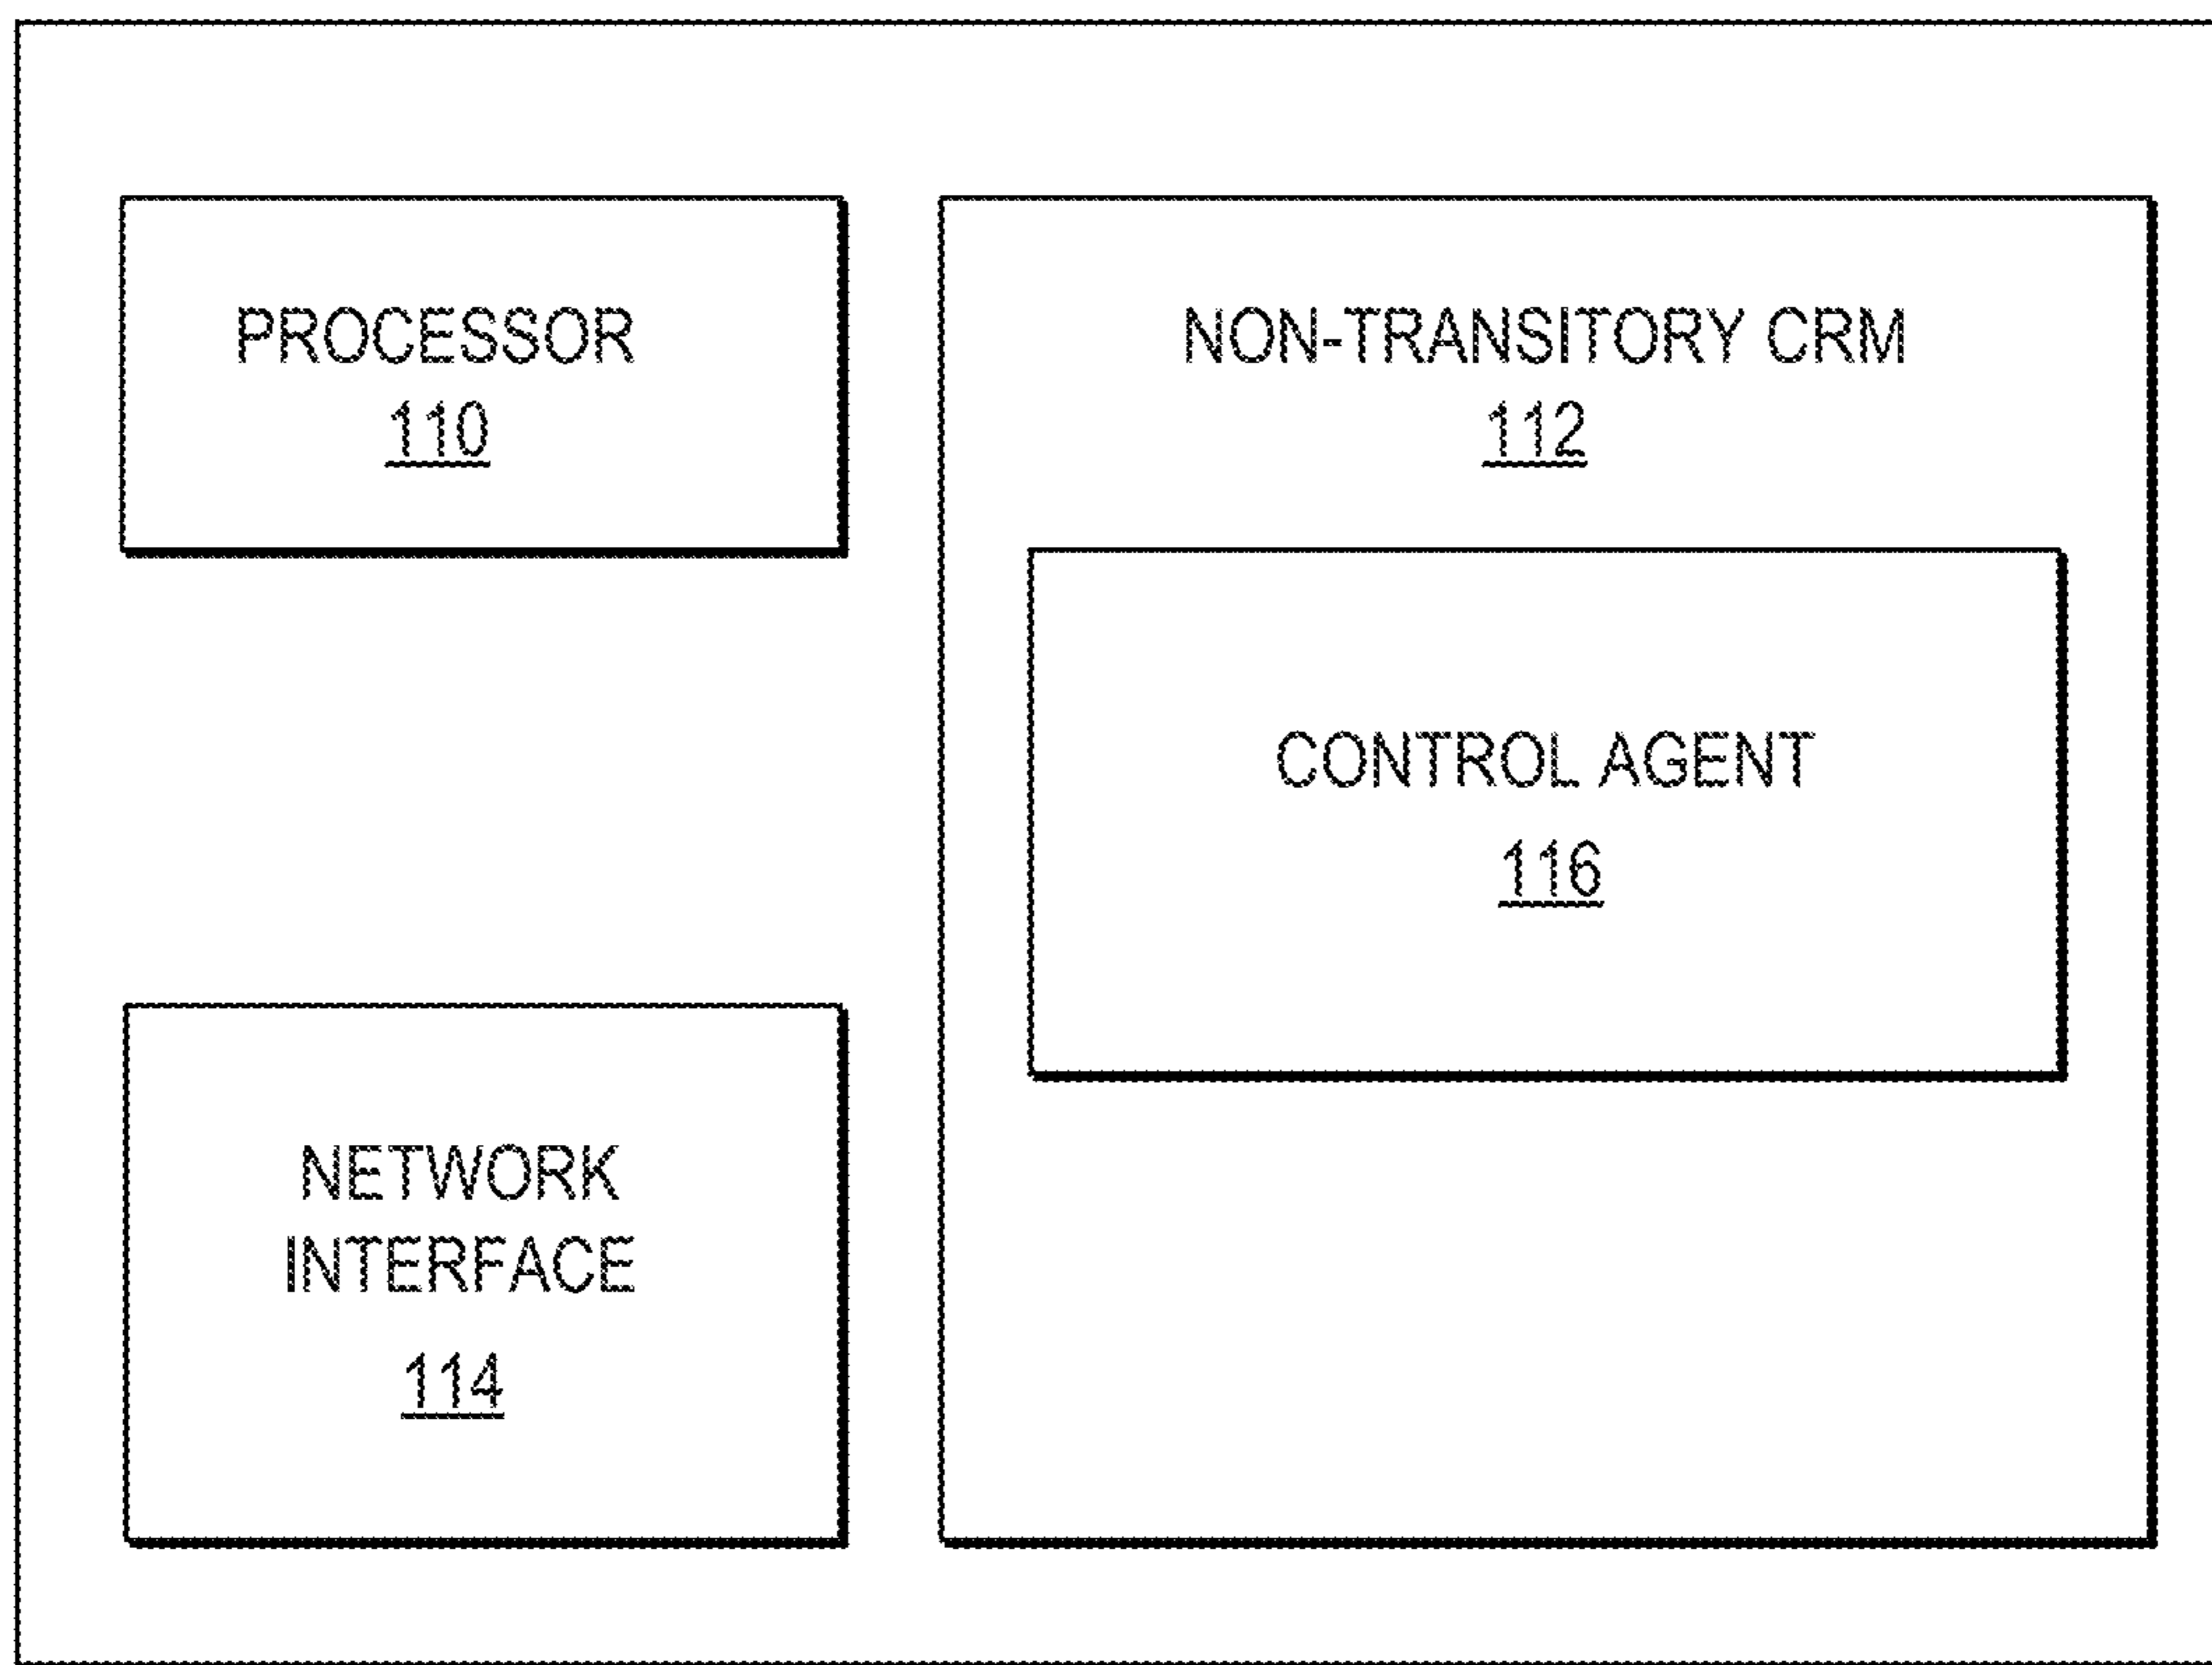 PROCESSOR
110
NON-TRANSITORY CRM
112
CONTROL AGENT
116
NETWORK
INTERFACE
114